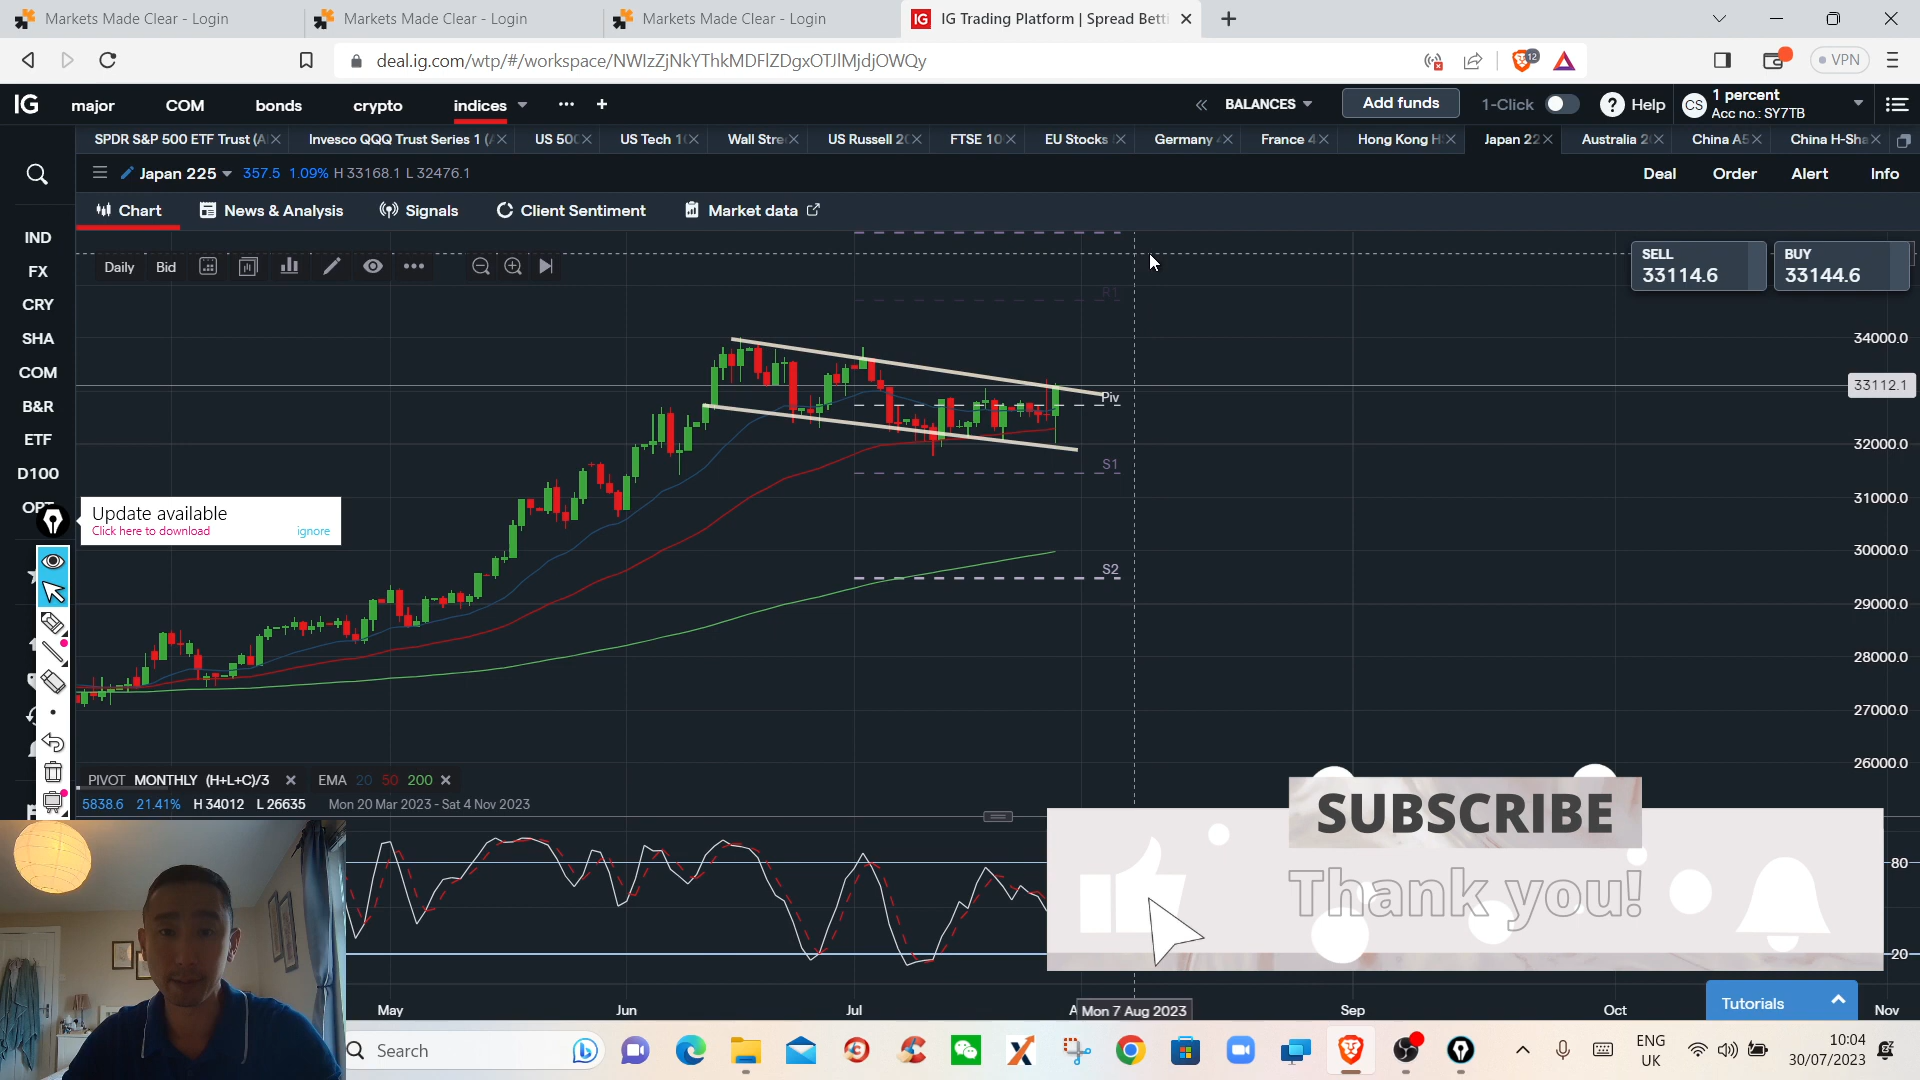 Markets Made Clear - Login
Markets Made Clear - Login
Markets Made Clear - Login
IG IG Trading Platform | Spread Betti
deal.ig.com/wtp/#/workspace/NWIzZjNkYThkMDFlZDgxOTJlMjdjOWQy
12
VPN
IG major COM bonds crypto indices
BALANCES
Add funds
1-Click
Help
CS 1 percent
Acc no.: SY7TB
SPDR S&P 500 ETF Trust (A
Invesco QQQ Trust Series 1 (
US 500
US Tech 1
Wall Stre
US Russell 2
FTSE 10
EU Stocks
Germany
France
Hong Kong H
Japan 22
Australia 2
China A5
China H-Sha
Japan 225 357.5 1.09% H 33168.1 L 32476.1
Deal Order Alert Info
Chart News & Analysis Signals Client Sentiment Market data
IND
FX
CRY
SHA
COM
B&R
ETF
D100
OPT
Daily Bid
SELL
33114.6
BUY
33144.6
R1
Piv
S1
S2
34000.0
33112.1
32000.0
31000.0
30000.0
29000.0
28000.0
27000.0
26000.0
Update available
Click here to download ignore
PIVOT MONTHLY (H+L+C)/3 EMA 20 50 200
5838.6 21.41% H 34012 L 26635 Mon 20 Mar 2023 - Sat 4 Nov 2023
SUBSCRIBE
Thank you!
80
20
May Jun Jul A Mon 7 Aug 2023 Sep Oct Nov
Tutorials
Search
ENG
UK
10:04
30/07/2023